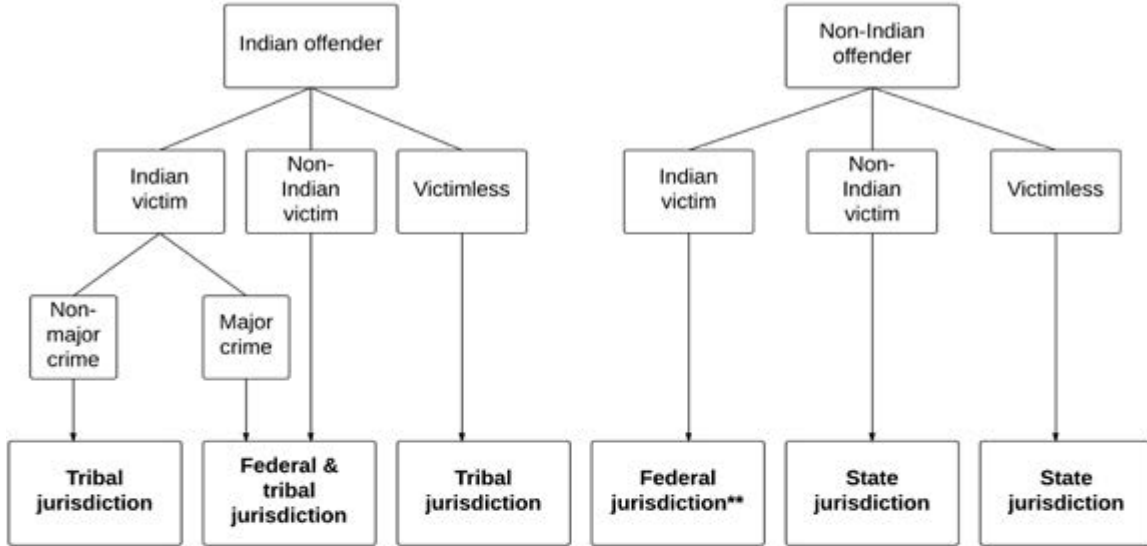 Indian offender
Non-Indian
offender
Indian
victim
Non-
Indian
victim
Victimless
Indian
victim
Non-
Indian
victim
Victimless
Non-
major
crime
Major
crime
Tribal
jurisdiction
Federal &
tribal
jurisdiction
Tribal
jurisdiction
Federal
jurisdiction**
State
jurisdiction
State
jurisdiction